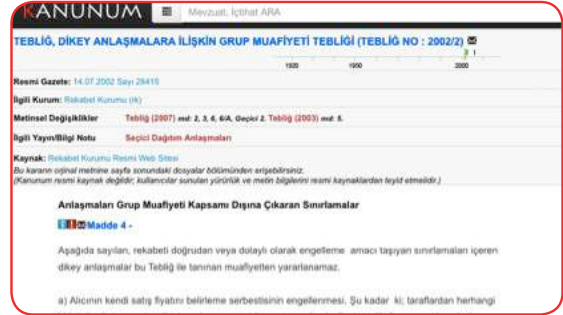 KANUNUM Mevzuat, İçtihat ARA
TEBLİĞ, DİKEY ANLAŞMALARA İLİŞKİN GRUP MUAFİYETİ TEBLİĞİ (TEBLİĞ NO : 2002/2)
1920 1950 2000
Resmi Gazete: 14.07.2002 Sayı 26415
İlgili Kurum: Rekabet Kurumu (rk)
Metinsel Değişiklikler Tebliğ (2007) md: 2, 3, 6, 6/A, Geçici 2. Tebliğ (2003) md: 5.
İlgili Yayın/Bilgi Notu Seçici Dağıtım Anlaşmaları
Kaynak: Rekabet Kurumu Resmi Web Sitesi
Bu kararın orjinal metnine sayfa sonundaki dosyalar bölümünden erişebilirsiniz.
(Kanunum resmi kaynak değildir; kullanıcılar sunulan yürürlük ve metin bilgilerini resmi kaynaklardan teyid etmelidir.)
Anlaşmaları Grup Muafiyeti Kapsamı Dışına Çıkaran Sınırlamalar
Madde 4 -
Aşağıda sayılan, rekabeti doğrudan veya dolaylı olarak engelleme amacı taşıyan sınırlamaları içeren
dikey anlaşmalar bu Tebliğ ile tanınan muafiyetten yararlanamaz.
a) Alıcının kendi satış fiyatını belirleme serbestisinin engellenmesi. Şu kadar ki; taraflardan herhangi